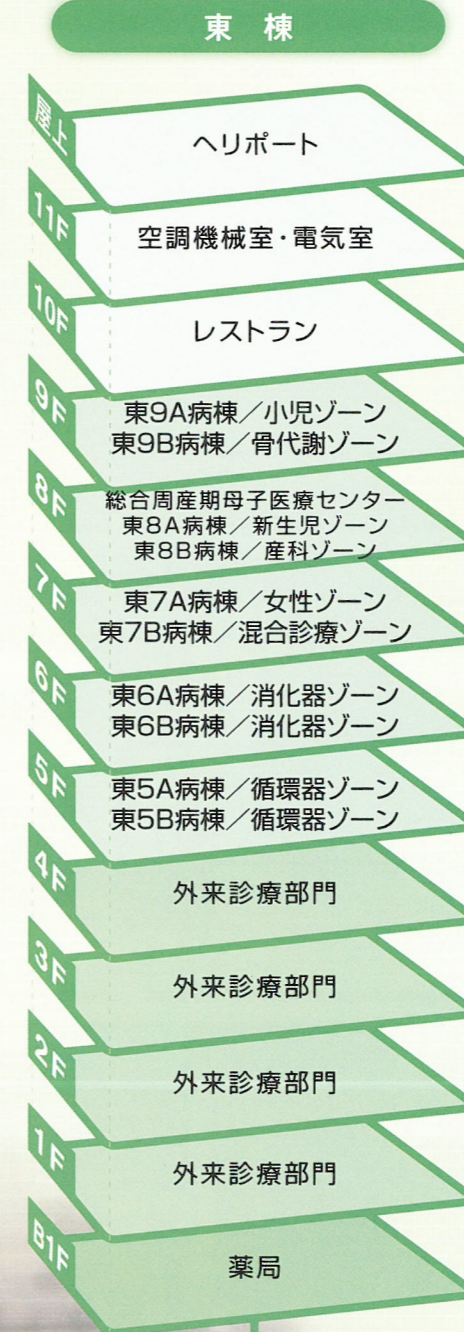 東棟
屋上
ヘリポート
11F
空調機械室・電気室
10F
レストラン
9F
東9A病棟／小児ゾーン
東9B病棟／骨代謝ゾーン
8F
総合周産期母子医療センター
東8A病棟／新生児ゾーン
東8B病棟／産科ゾーン
7F
東7A病棟／女性ゾーン
東7B病棟／混合診療ゾーン
6F
東6A病棟／消化器ゾーン
東6B病棟／消化器ゾーン
5F
東5A病棟／循環器ゾーン
東5B病棟／循環器ゾーン
4F
外来診療部門
3F
外来診療部門
2F
外来診療部門
1F
外来診療部門
B1F
薬局